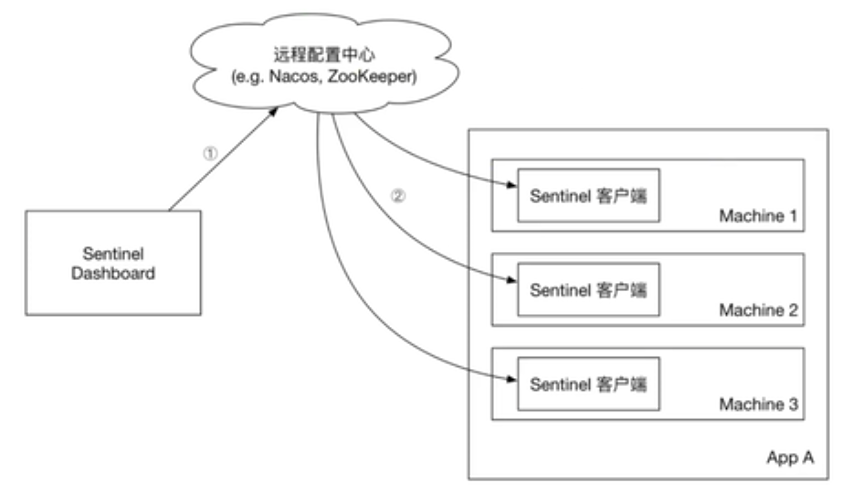 远程配置中心
(e.g. Nacos, ZooKeeper)
①
②
Sentinel
Dashboard
Sentinel 客户端
Machine 1
Sentinel 客户端
Machine 2
Sentinel 客户端
Machine 3
App A